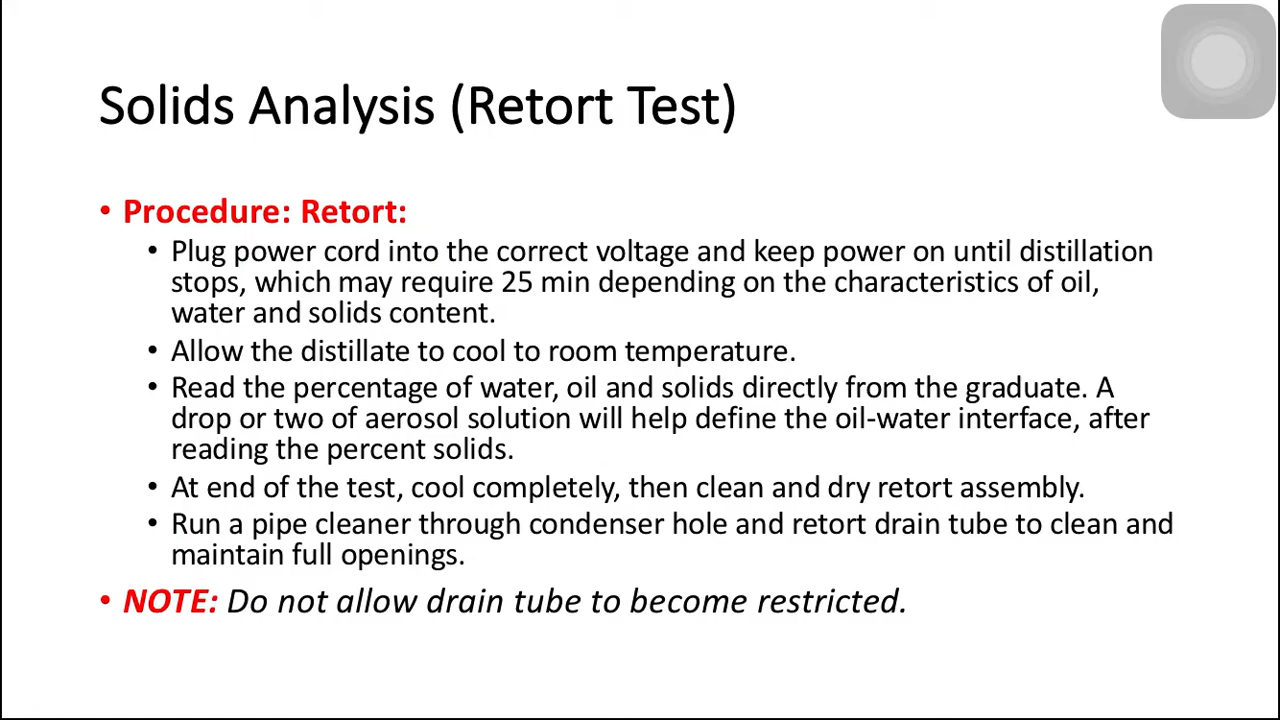 Solids Analysis (Retort Test)
• Procedure: Retort:
• Plug power cord into the correct voltage and keep power on until distillation
stops, which may require 25 min depending on the characteristics of oil,
water and solids content.
• Allow the distillate to cool to room temperature.
• Read the percentage of water, oil and solids directly from the graduate. A
drop or two of aerosol solution will help define the oil-water interface, after
reading the percent solids.
• At end of the test, cool completely, then clean and dry retort assembly.
• Run a pipe cleaner through condenser hole and retort drain tube to clean and
maintain full openings.
• NOTE: Do not allow drain tube to become restricted.